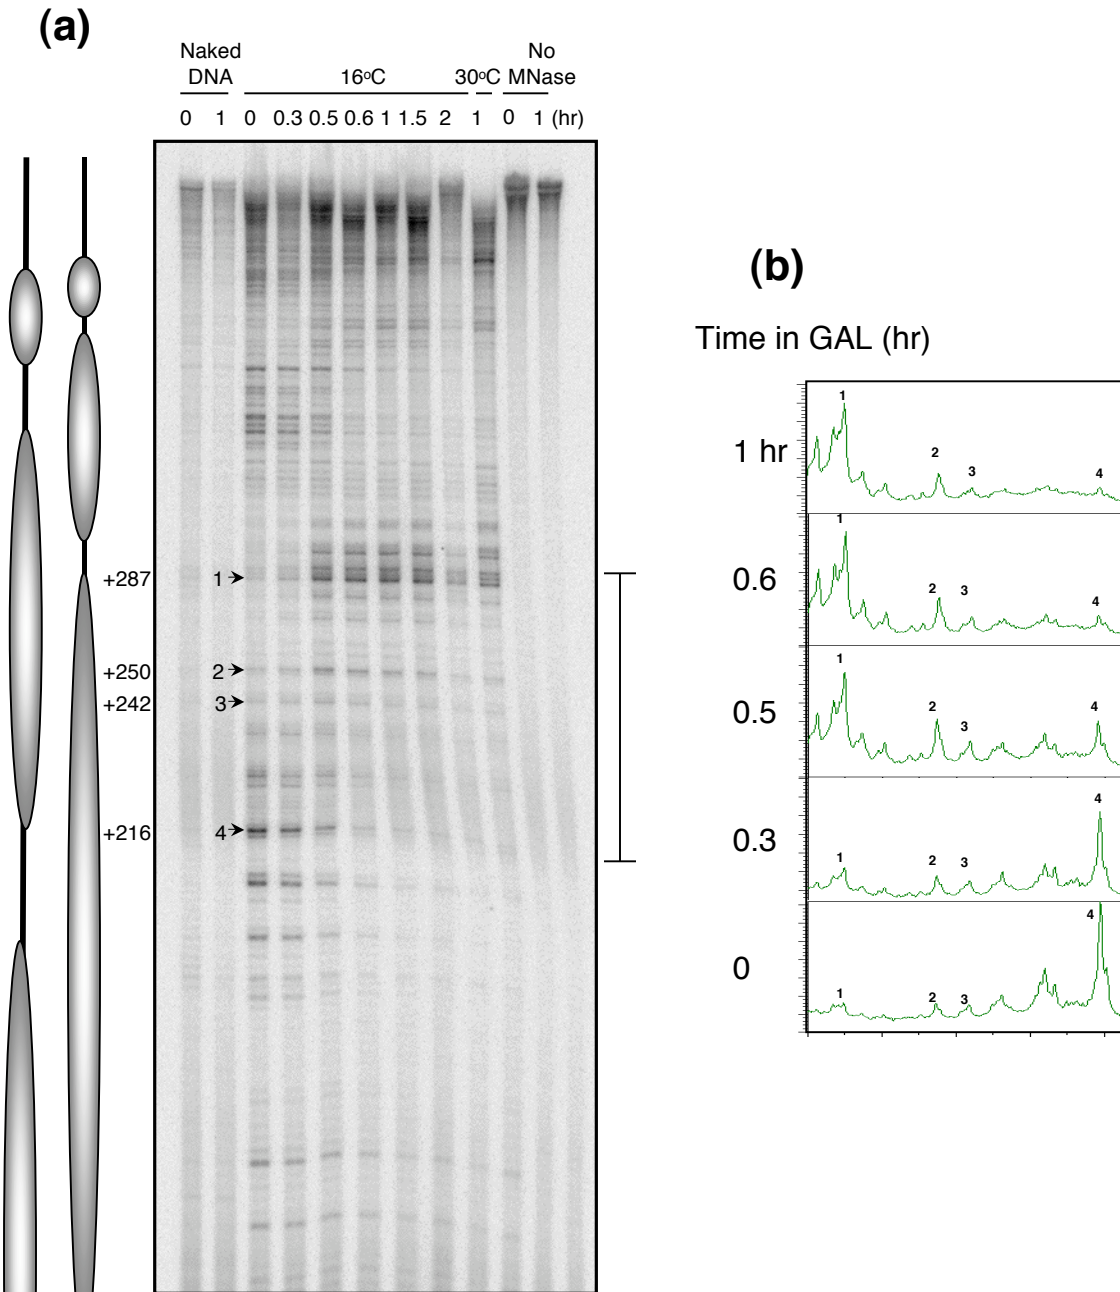 (a)
Naked DNA
16°C
30°C
No MNase
0 1 0 0.3 0.5 0.6 1 1.5 2 1 0 1 (hr)
+287 1
+250 2
+242 3
+216 4
(b)
Time in GAL (hr)
1 hr
1 2 3 4
0.6
1 2 3 4
0.5
1 2 3 4
0.3
1 2 3 4
0
1 2 3 4